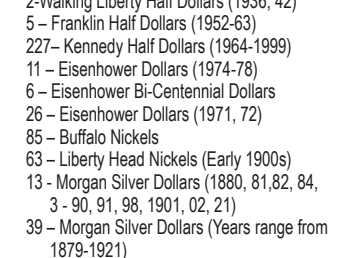 2-Walking Liberty Half Dollars (1936, 42)
5 – Franklin Half Dollars (1952-63)
227– Kennedy Half Dollars (1964-1999)
11 – Eisenhower Dollars (1974-78)
6 – Eisenhower Bi-Centennial Dollars
26 – Eisenhower Dollars (1971, 72)
85 – Buffalo Nickels
63 – Liberty Head Nickels (Early 1900s)
13 - Morgan Silver Dollars (1880, 81,82, 84,
3 - 90, 91, 98, 1901, 02, 21)
39 – Morgan Silver Dollars (Years range from
1879-1921)